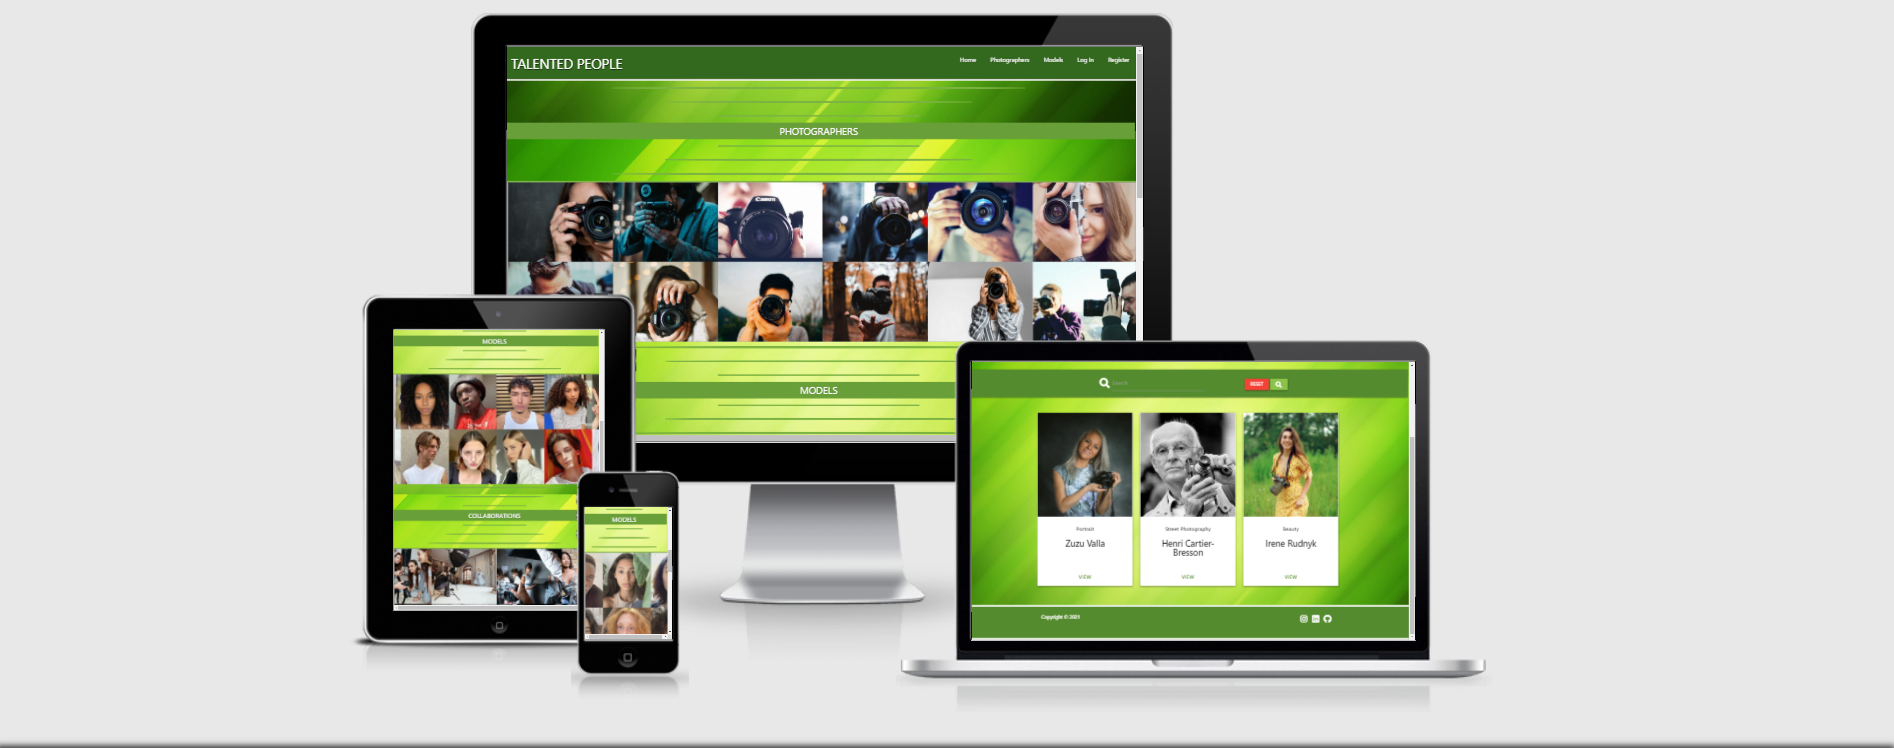 TALENTED PEOPLE
Home Photographers Models Log In Register
PHOTOGRAPHERS
Canon
MODELS
MODELS
COLLABORATIONS
MODELS
Search
RESET
Portrait
Zuzu Valla
VIEW
Street Photography
Henri Cartier-
Bresson
VIEW
Beauty
Irene Rudnyk
VIEW
Copyright © 2021